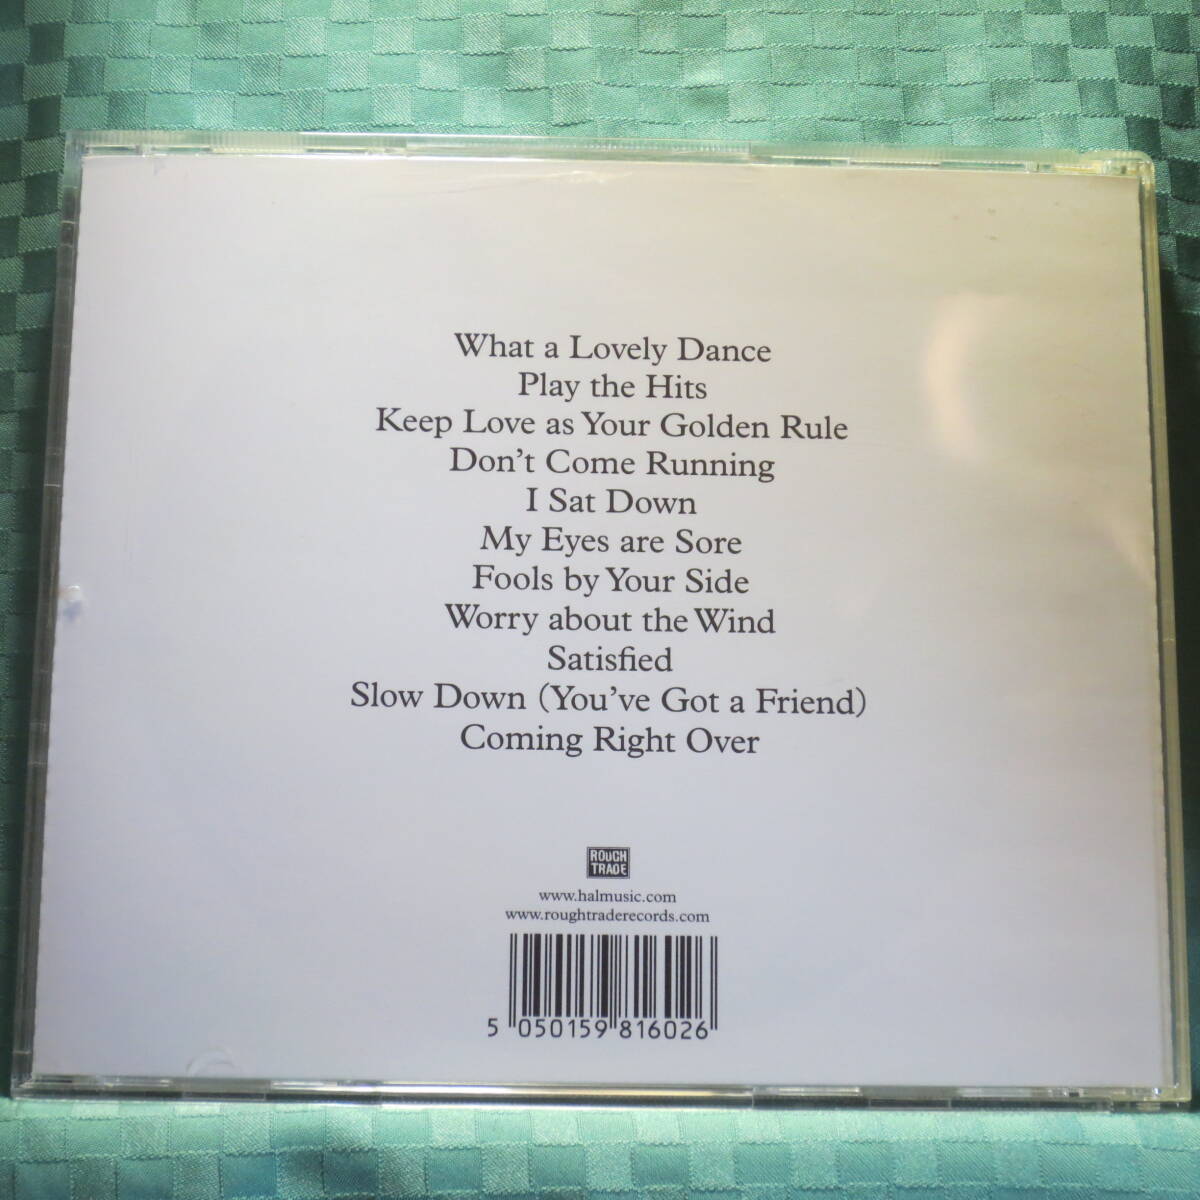 What a Lovely Dance
Play the Hits
Keep Love as Your Golden Rule
Don't Come Running
I Sat Down
My Eyes are Sore
Fools by Your Side
Worry about the Wind
Satisfied
Slow Down (You've Got a Friend)
Coming Right Over
ROUGH
TRADE
www.halmusic.com
www.roughtraderecords.com
5 050159 816026